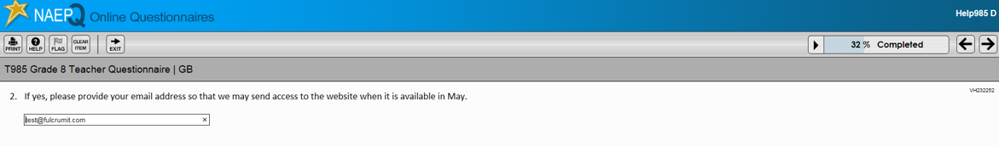 NAEPQ Online Questionnaires
Help985 D
PRINT HELP FLAG CLEAR ITEM EXIT
32 % Completed
T985 Grade 8 Teacher Questionnaire | GB
VH232252
2. If yes, please provide your email address so that we may send access to the website when it is available in May.
test@fulcrumit.com ×